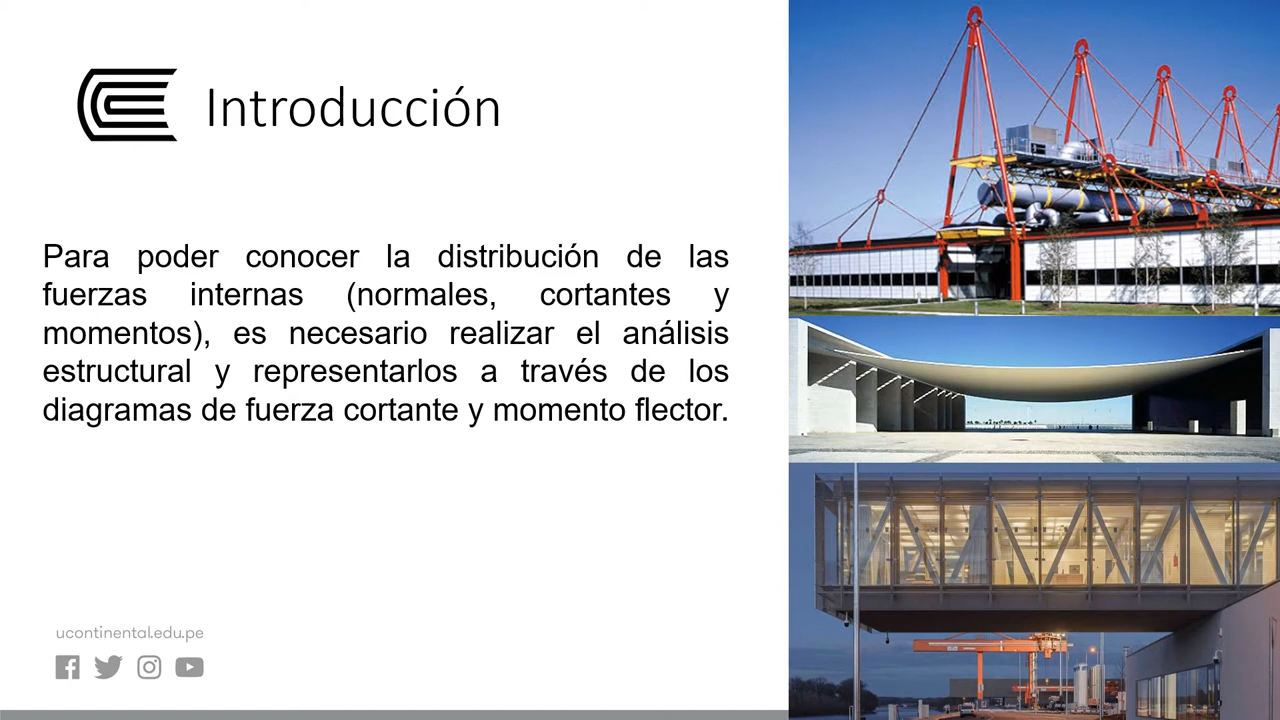 Introducción
Para poder conocer la distribución de las
fuerzas internas (normales, cortantes y
momentos), es necesario realizar el análisis
estructural y representarlos a través de los
diagramas de fuerza cortante y momento flector.
ucontinental.edu.pe